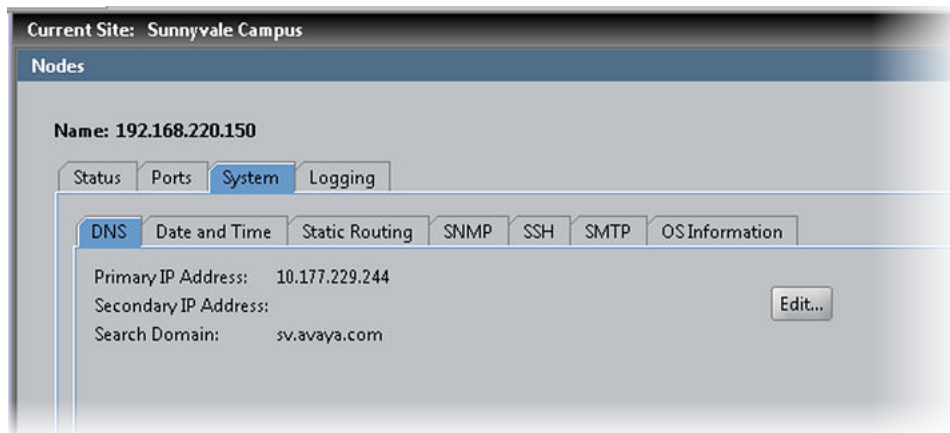 Current Site: Sunnyvale Campus
Nodes
Name: 192.168.220.150
Status Ports System Logging
DNS Date and Time Static Routing SNMP SSH SMTP OS Information
Primary IP Address: 10.177.229.244
Secondary IP Address:
Edit...
Search Domain: sv.avaya.com